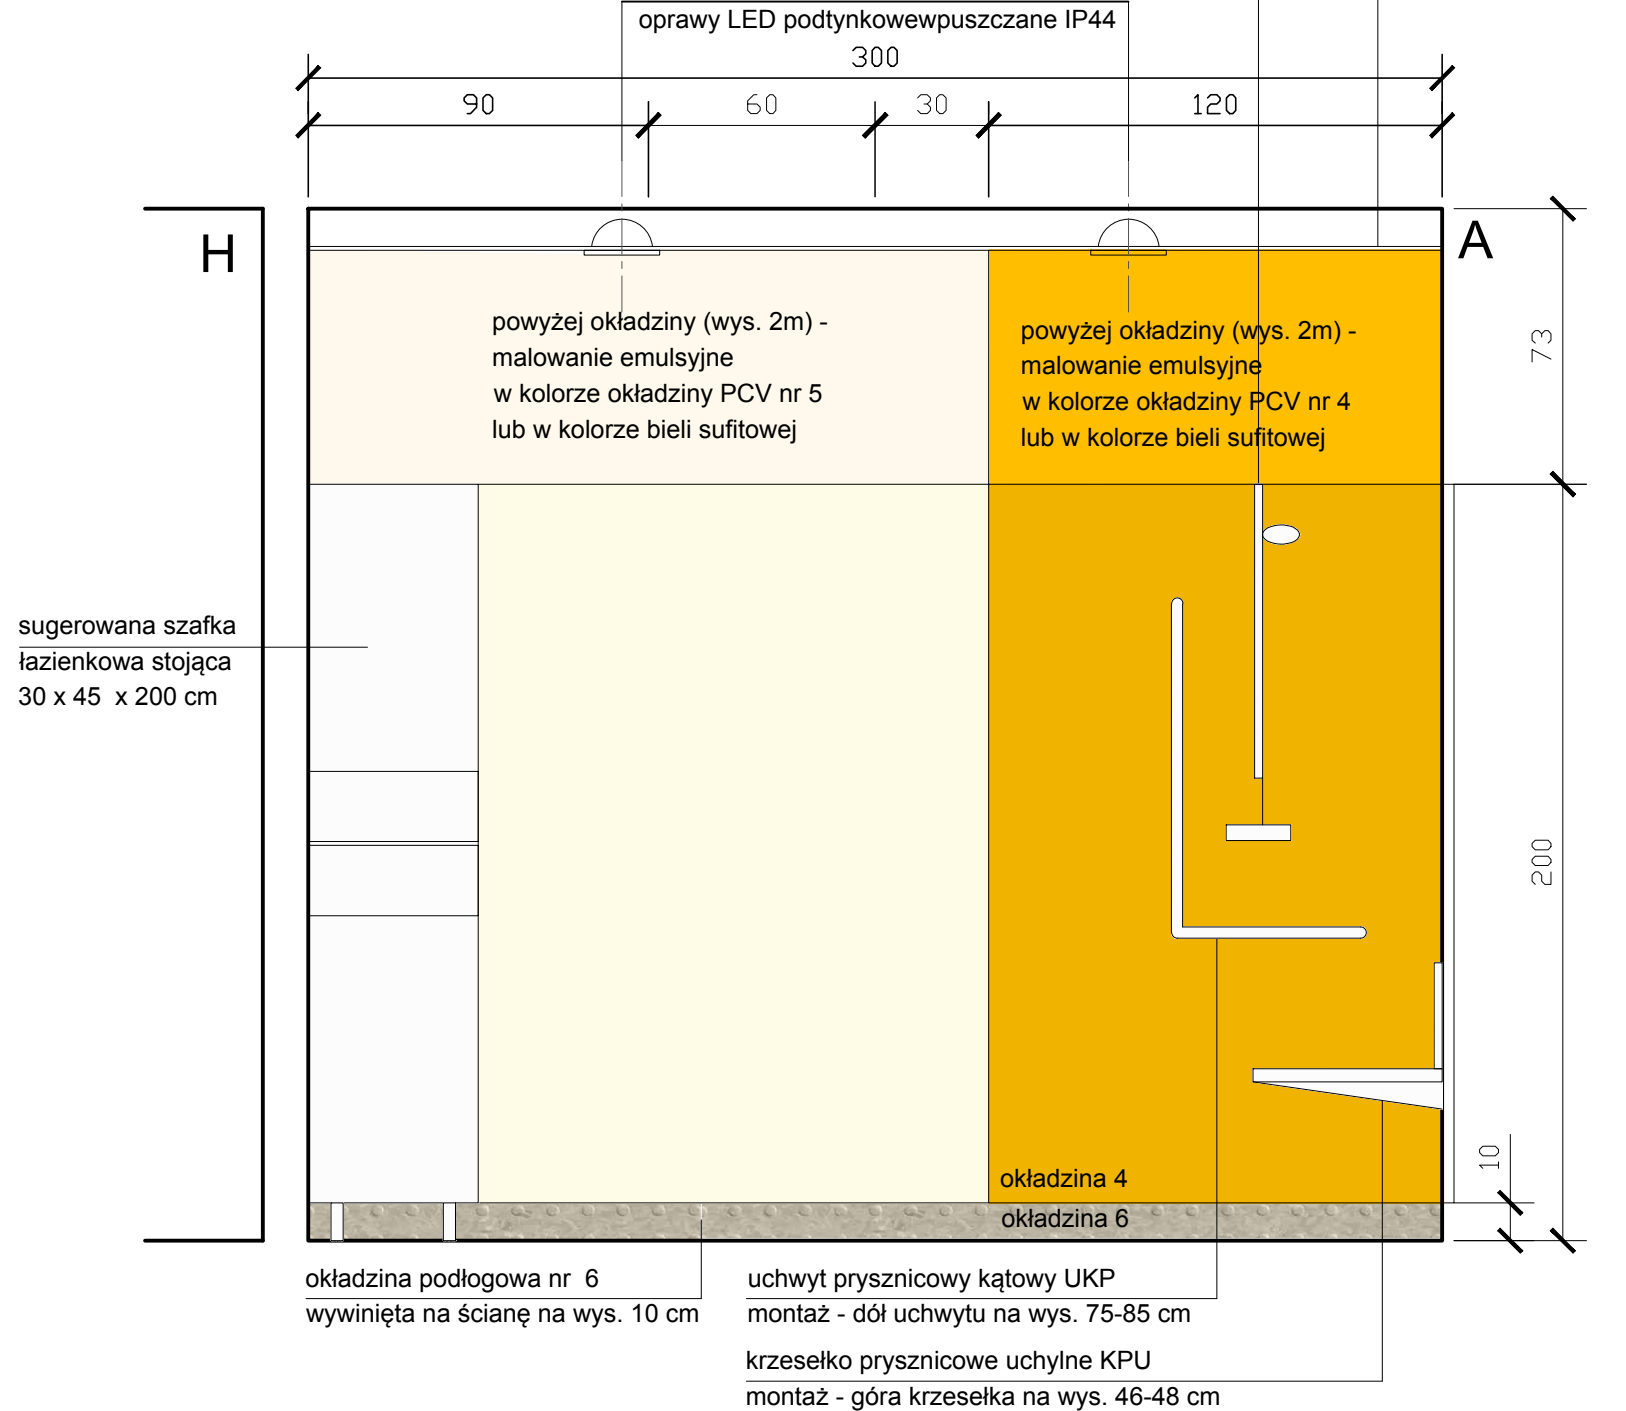 oprawy LED podtynkowewpuszczane IP44
300
90 60 30 120
H
A
powyżej okładziny (wys. 2m) -
malowanie emulsyjne
w kolorze okładziny PCV nr 5
lub w kolorze bieli sufitowej
powyżej okładziny (wys. 2m) -
malowanie emulsyjne
w kolorze okładziny PCV nr 4
lub w kolorze bieli sufitowej
73
sugerowana szafka
łazienkowa stojąca
30 x 45 x 200 cm
200
10
okładzina 4
okładzina 6
okładzina podłogowa nr 6
wywinięta na ścianę na wys. 10 cm
uchwyt prysznicowy kątowy UKP
montaż - dół uchwytu na wys. 75-85 cm
krzesełko prysznicowe uchylne KPU
montaż - góra krzesełka na wys. 46-48 cm